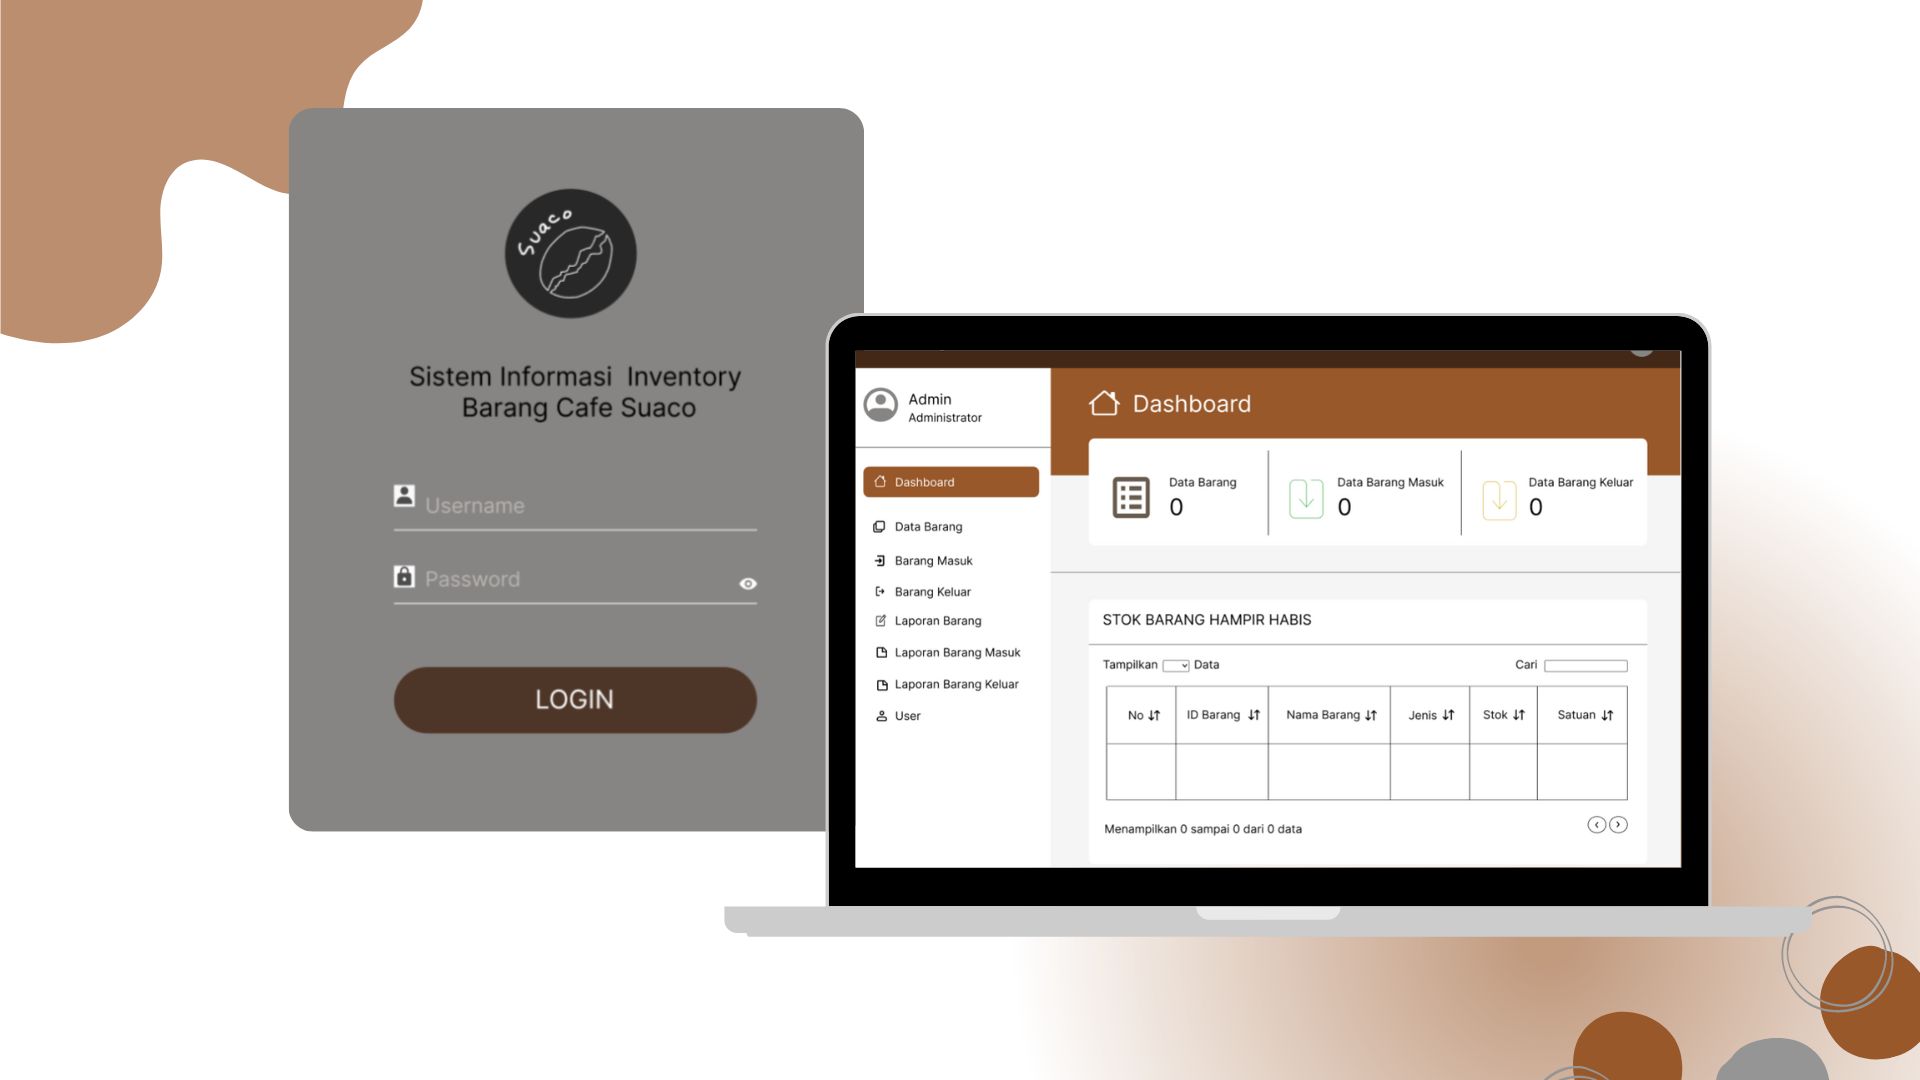 Suaco
Sistem Informasi Inventory
Barang Cafe Suaco
Username
Password
LOGIN
Admin
Administrator
Dashboard
Data Barang
Barang Masuk
Barang Keluar
Laporan Barang
Laporan Barang Masuk
Laporan Barang Keluar
User
Dashboard
Data Barang
0
Data Barang Masuk
0
Data Barang Keluar
0
STOK BARANG HAMPIR HABIS
Tampilkan Data Cari
No ID Barang Nama Barang Jenis Stok Satuan
Menampilkan 0 sampai 0 dari 0 data